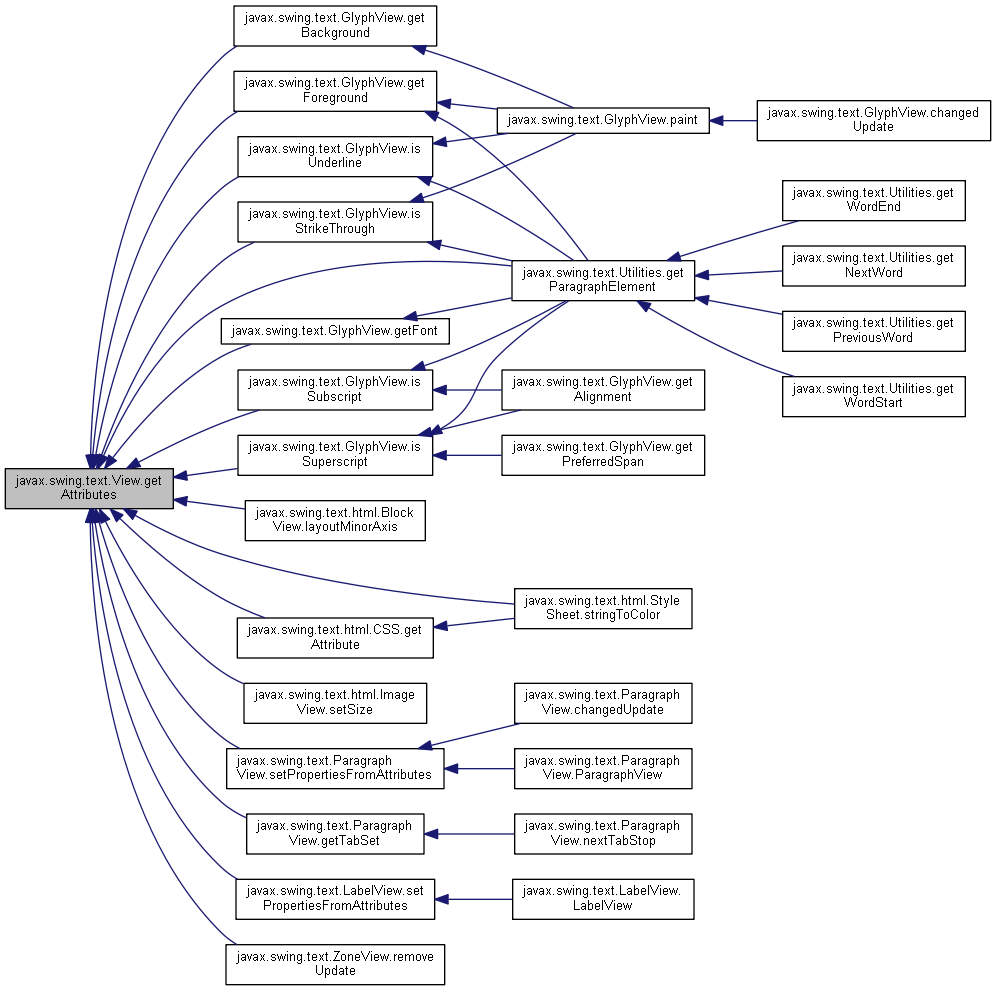 javax.swing.text.GlyphView.get
Background
javax.swing.text.GlyphView.get
Foreground
javax.swing.text.GlyphView.paint
javax.swing.text.GlyphView.changed
Update
javax.swing.text.GlyphView.is
Underline
javax.swing.text.GlyphView.is
StrikeThrough
javax.swing.text.Utilities.get
WordEnd
javax.swing.text.Utilities.get
NextWord
javax.swing.text.Utilities.get
ParagraphElement
javax.swing.text.Utilities.get
PreviousWord
javax.swing.text.GlyphView.getFont
javax.swing.text.Utilities.get
WordStart
javax.swing.text.GlyphView.is
Subscript
javax.swing.text.GlyphView.get
Alignment
javax.swing.text.GlyphView.is
Superscript
javax.swing.text.GlyphView.get
PreferredSpan
javax.swing.text.View.get
Attributes
javax.swing.text.html.Block
View.layoutMinorAxis
javax.swing.text.html.Style
Sheet.stringToColor
javax.swing.text.html.CSS.get
Attribute
javax.swing.text.html.Image
View.setSize
javax.swing.text.Paragraph
View.changedUpdate
javax.swing.text.Paragraph
View.setPropertiesFromAttributes
javax.swing.text.Paragraph
View.ParagraphView
javax.swing.text.Paragraph
View.getTabSet
javax.swing.text.Paragraph
View.nextTabStop
javax.swing.text.LabelView.set
PropertiesFromAttributes
javax.swing.text.LabelView.
LabelView
javax.swing.text.ZoneView.remove
Update